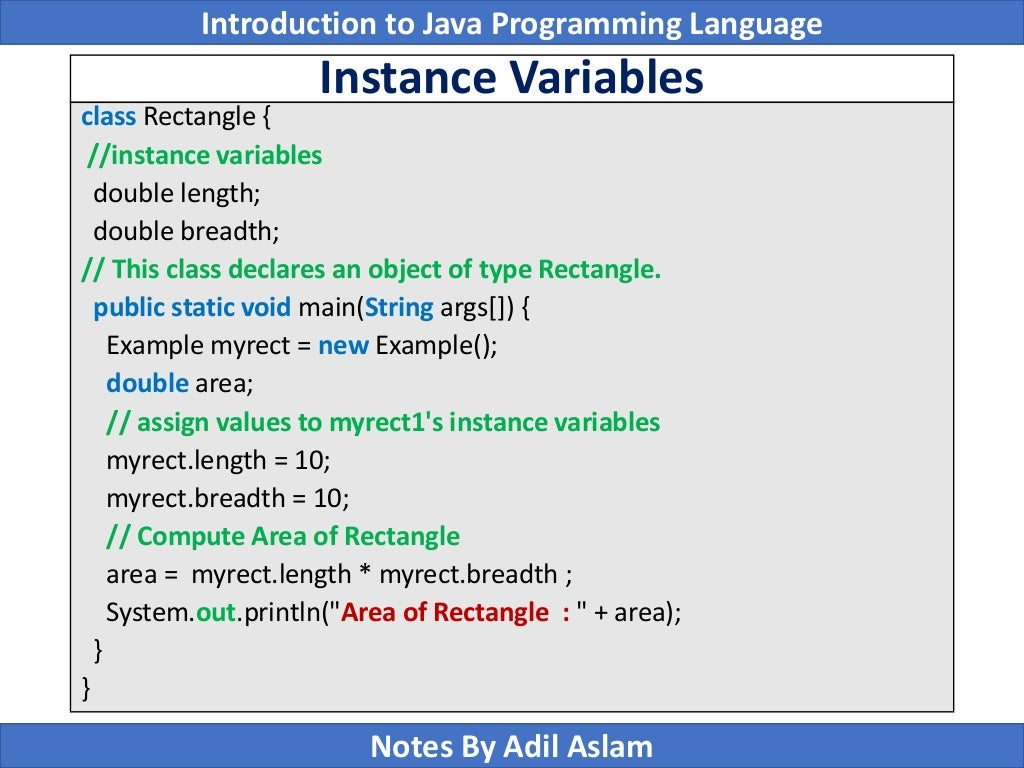 Introduction to Java Programming Language
Instance Variables
class Rectangle {
//instance variables
double length;
double breadth;
// This class declares an object of type Rectangle.
public static void main(String args[]) {
Example myrect = new Example();
double area;
// assign values to myrect1's instance variables
myrect.length = 10;
myrect.breadth = 10;
// Compute Area of Rectangle
area =  myrect.length * myrect.breadth ;
System.out.println("Area of Rectangle  : " + area);
}
}
Notes By Adil Aslam